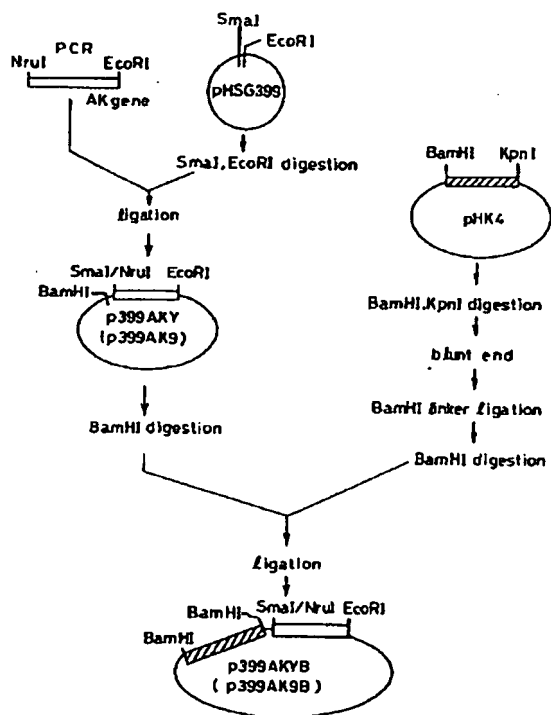 SmaI
EcoRI
PCR
NruI EcoRI
AK gene
pHSG399
SmaI, EcoRI digestion
ligation
BamHI KpnI
pHK4
SmaI/NruI EcoRI
BamHI
p399AKY
(p399AK9)
BamHI, KpnI digestion
blunt end
BamHI linker ligation
BamHI digestion
BamHI digestion
ligation
BamHI SmaI/NruI EcoRI
BamHI
p399AKYB
(p399AK9B)